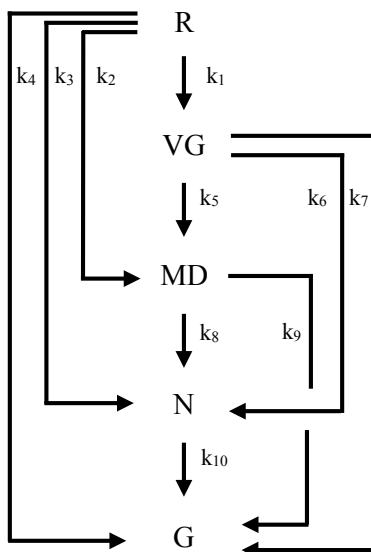 R
k₄ k₃ k₂ k₁
VG
k₅ k₆ k₇
MD
k₈ k₉
N
k₁₀
G